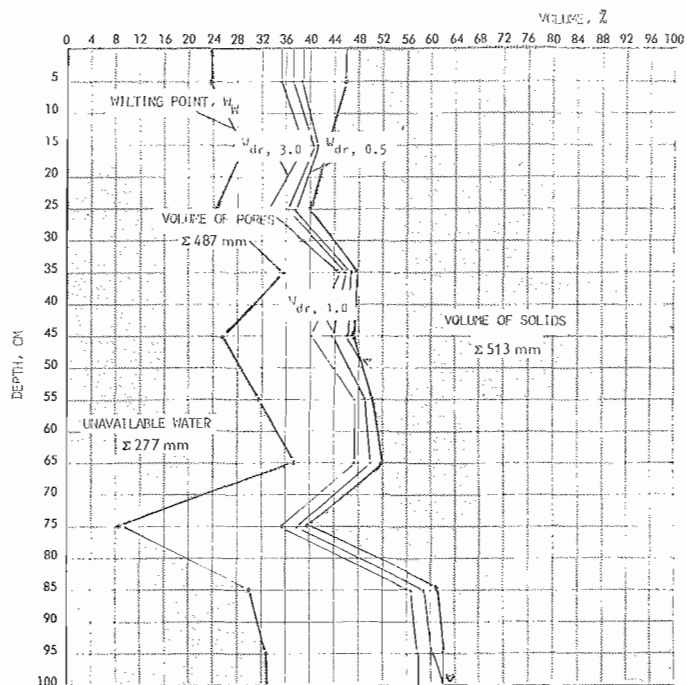 VOLUME, %
0 4 8 12 16 20 24 28 32 36 40 44 48 52 56 60 64 68 72 76 80 84 88 92 96 100
DEPTH, CM
5
10
WILTING POINT, WW
15
Wdr, 3.0
Wdr, 0.5
20
25
VOLUME OF PORES
30
Σ 487 mm
35
40
Wdr, 1.0
VOLUME OF SOLIDS
45
Σ 513 mm
50
55
UNAVAILABLE WATER
60
Σ 277 mm
65
70
75
80
85
90
95
100